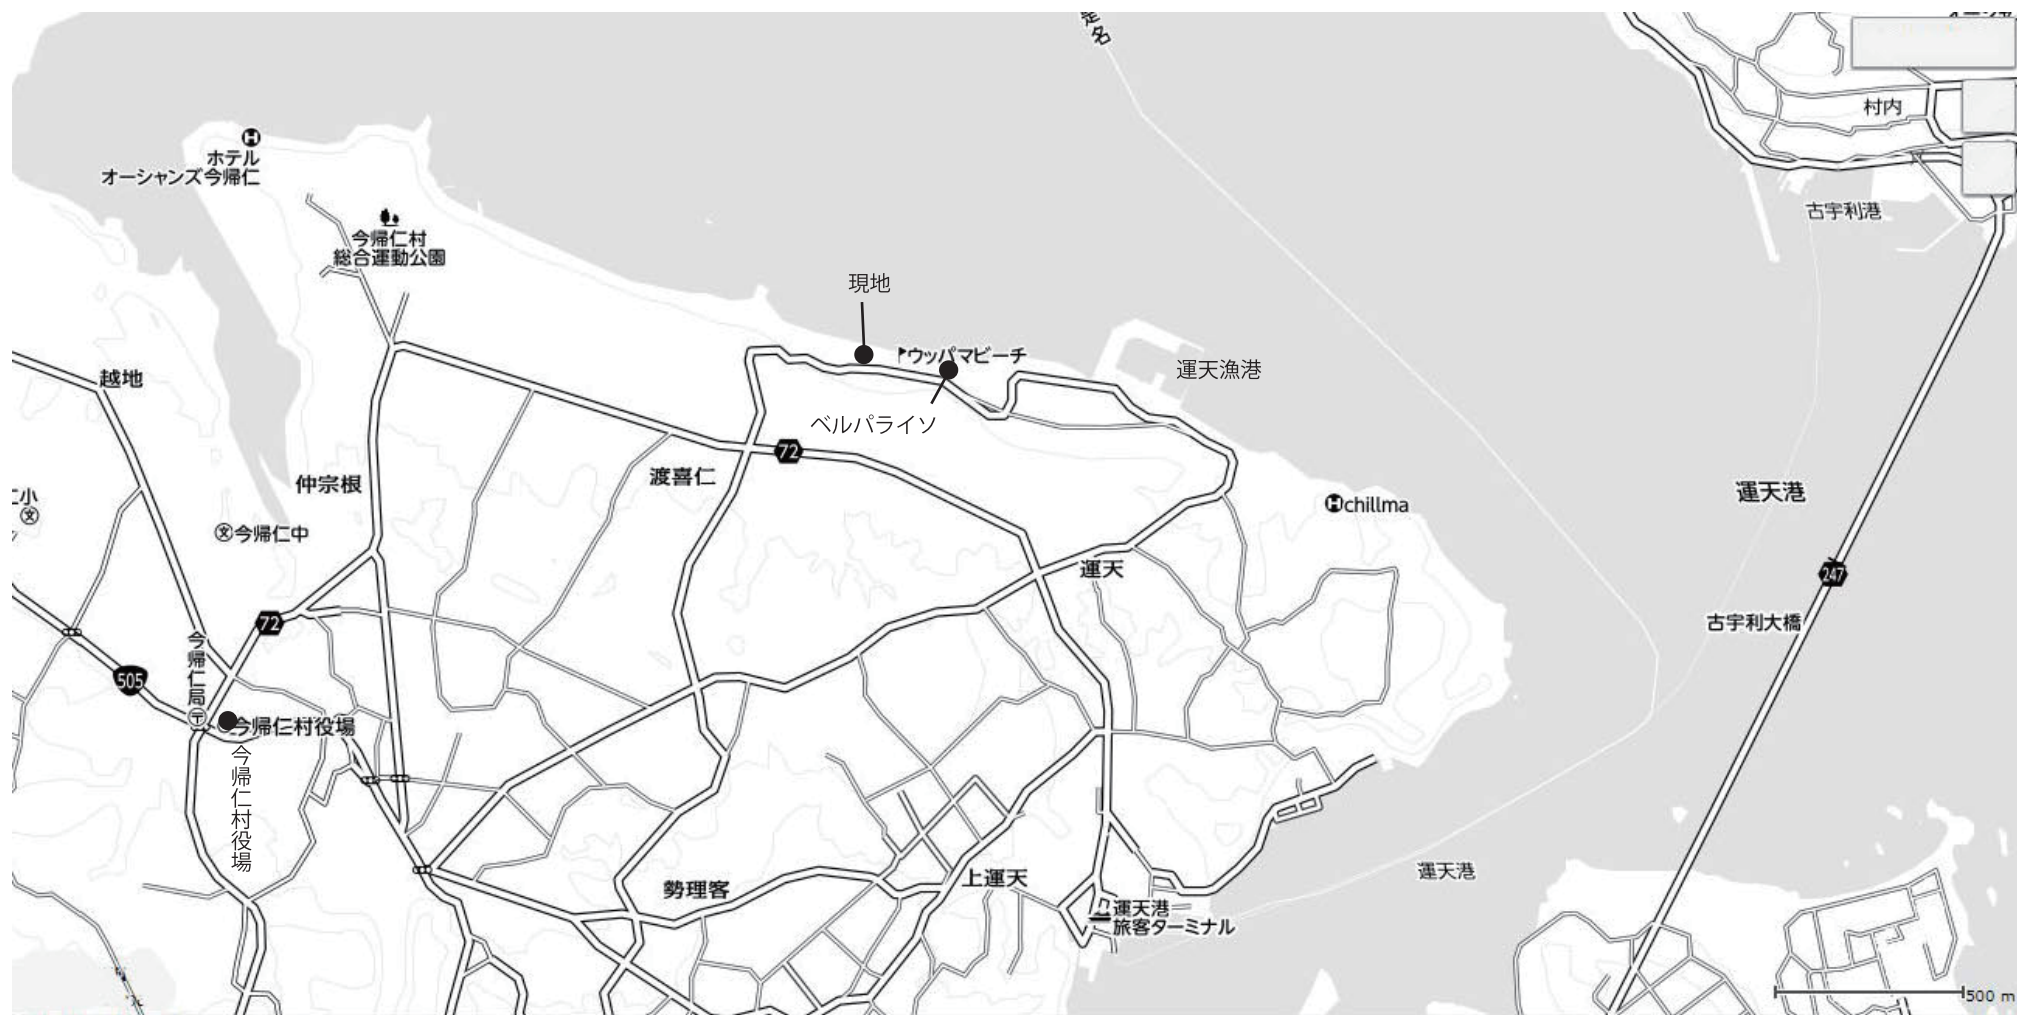 是名
村内
古宇利港
ホテル
オーシャンズ今帰仁
今帰仁村
総合運動公園
現地
ウッパマビーチ
運天漁港
ベルパライソ
越地
72
仲宗根
渡喜仁
運天港
chillma
小
文
文今帰仁中
運天
247
古宇利大橋
72
今帰仁局
505
今帰仁村役場
今帰仁村役場
勢理客
上運天
運天港
運天港
旅客ターミナル
500 m